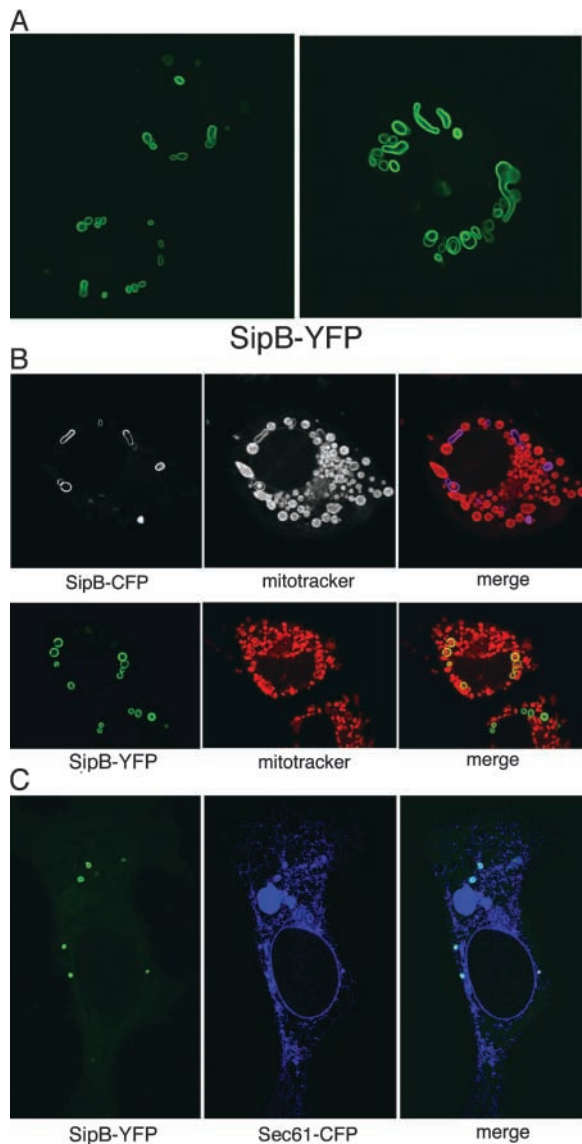 A
SipB-YFP
B
SipB-CFP mitotracker merge
SipB-YFP mitotracker merge
C
SipB-YFP Sec61-CFP merge